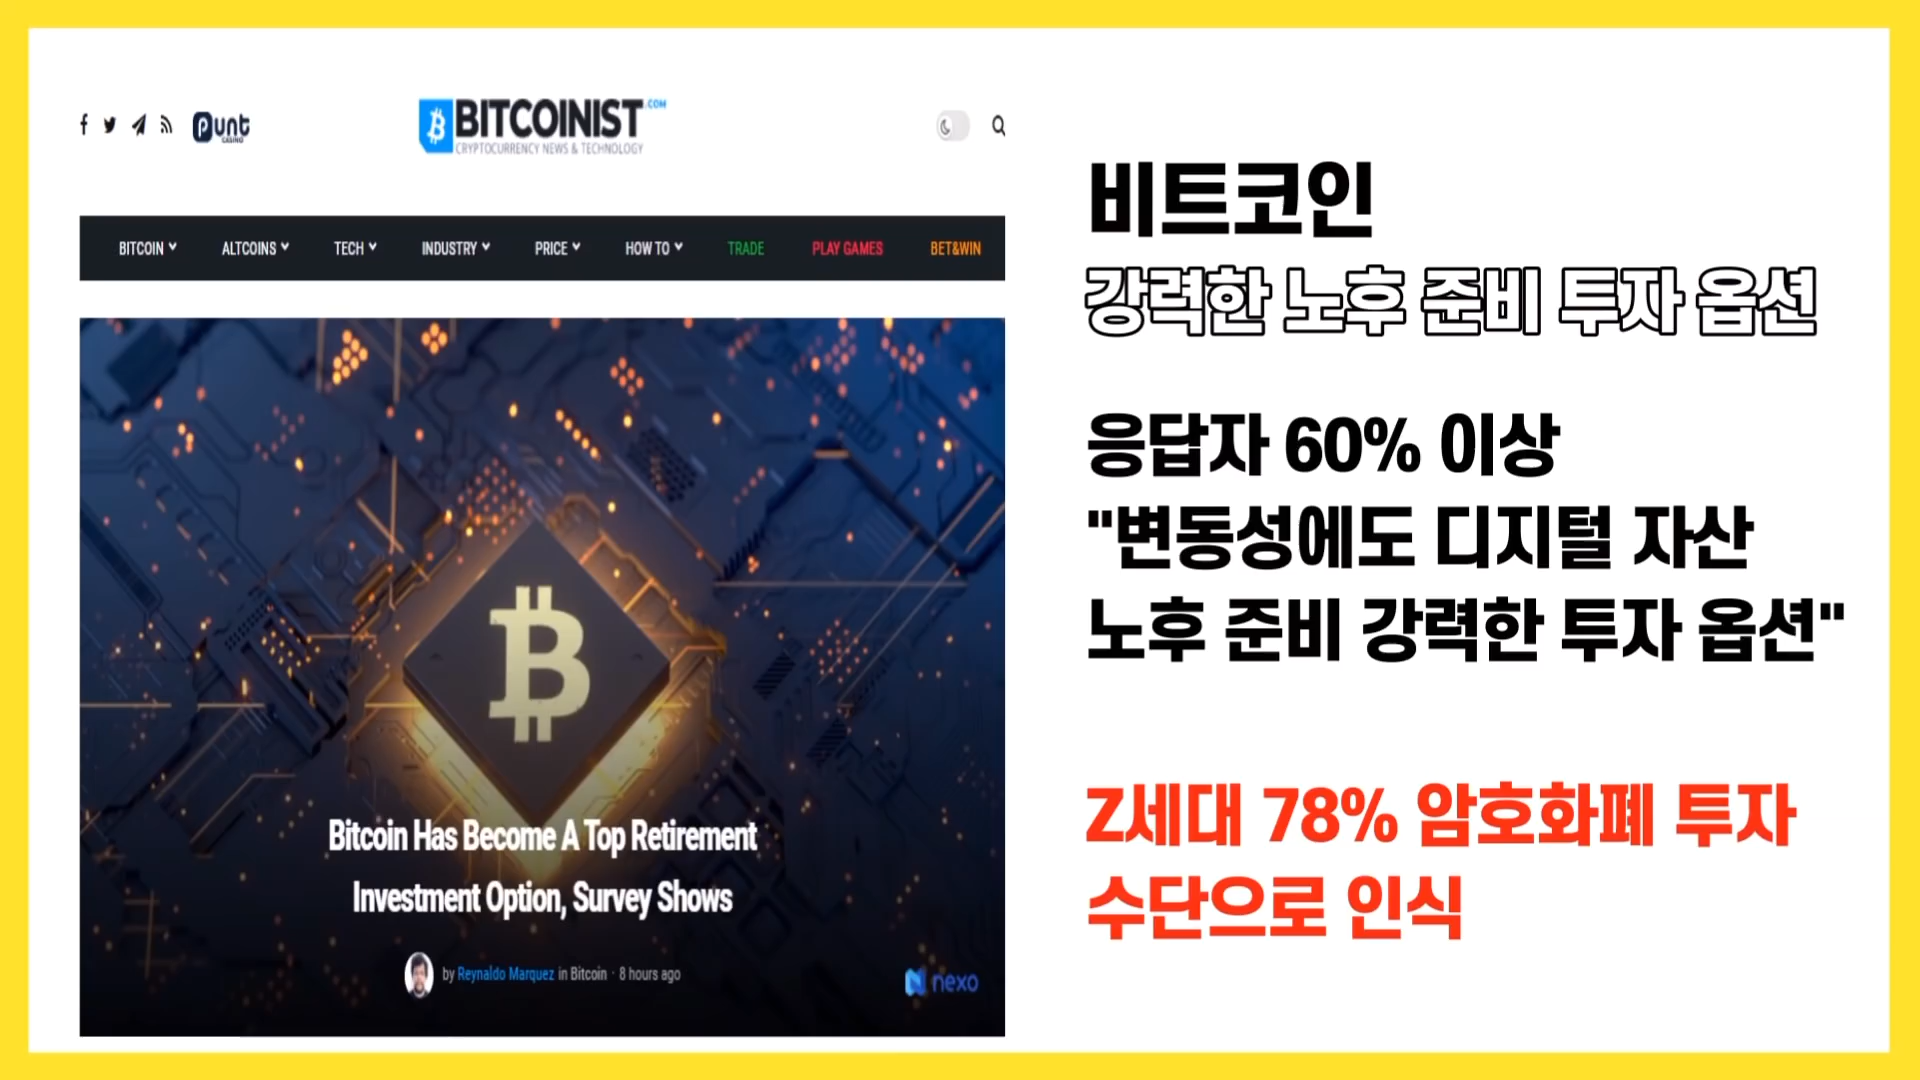 PUNT
CASINO
BITCOINIST.COM
CRYPTOCURRENCY NEWS & TECHNOLOGY
BITCOIN ALTCOINS TECH INDUSTRY PRICE HOW TO TRADE PLAY GAMES BET&WIN
Bitcoin Has Become A Top Retirement
Investment Option, Survey Shows
by Reynaldo Marquez in Bitcoin · 8 hours ago
nexo
비트코인
강력한 노후 준비 투자 옵션
응답자 60% 이상
"변동성에도 디지털 자산
노후 준비 강력한 투자 옵션"
Z세대 78% 암호화폐 투자
수단으로 인식